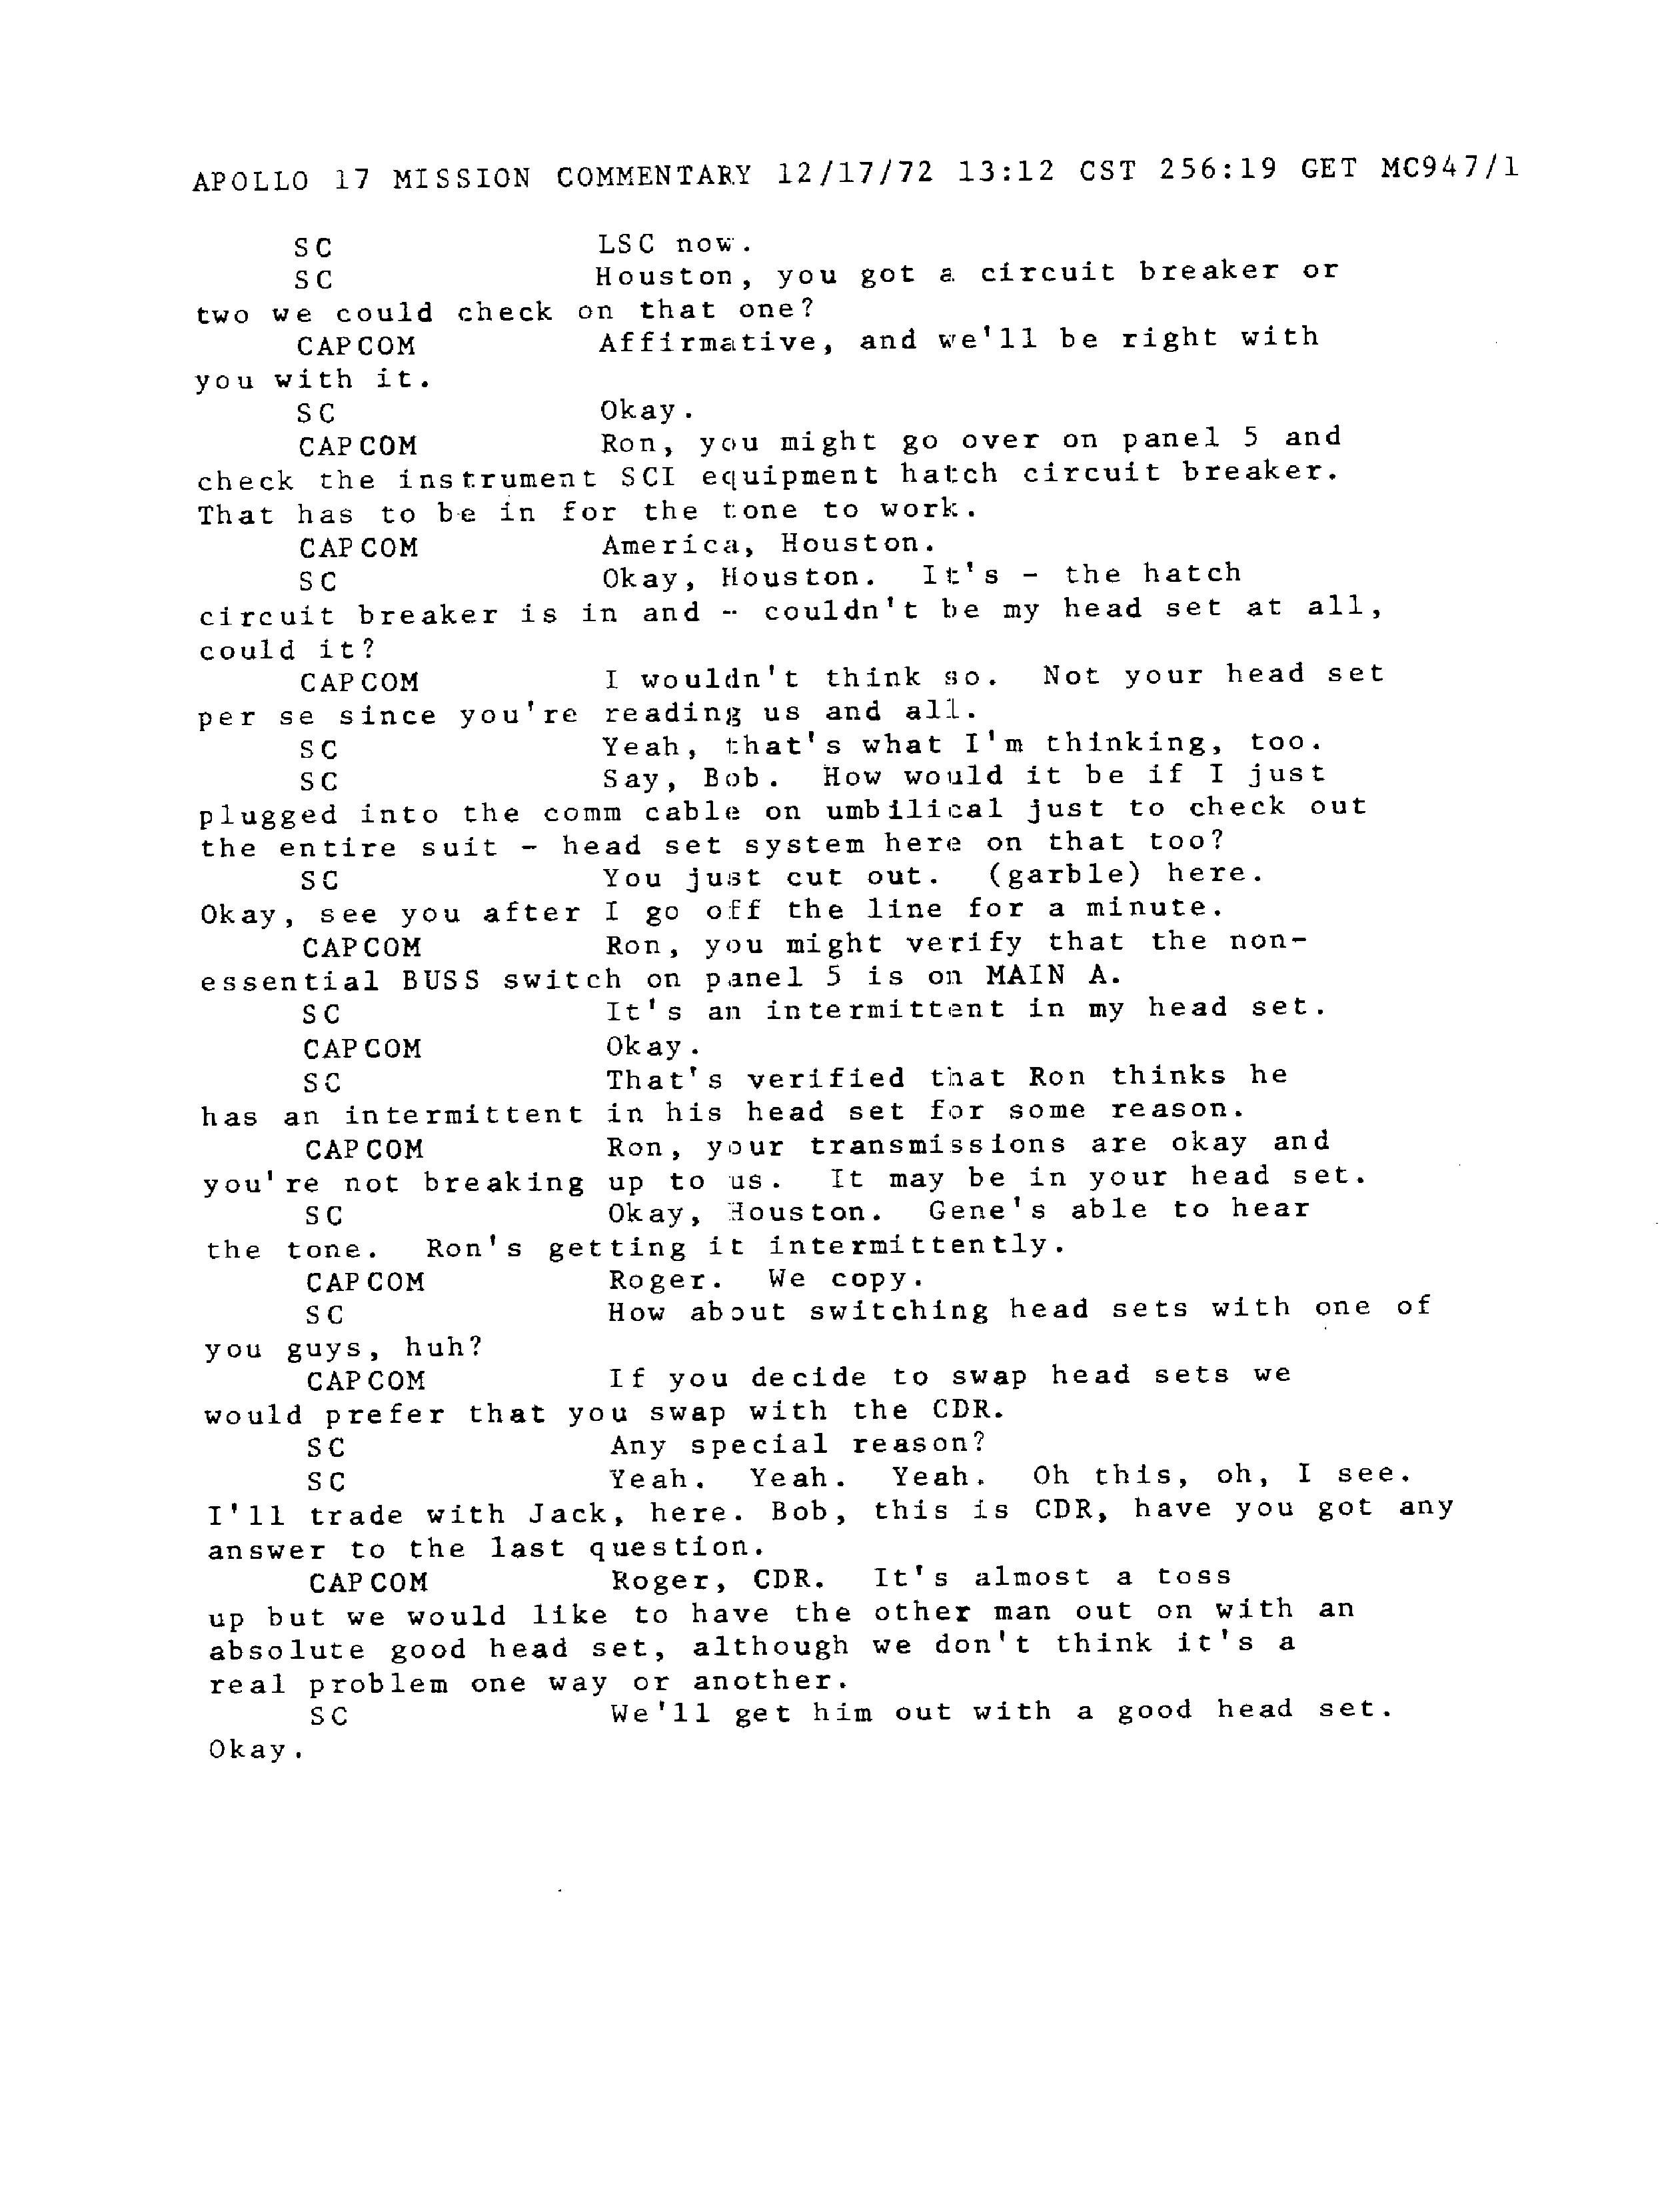 APOLLO 17 MISSION COMMENTARY 12/17/72 13:12 CST 256:19 GET MC947/1
SC LSC now.
SC Houston, you got a circuit breaker or
two we could check on that one?
CAPCOM Affirmative, and we'll be right with
you with it.
SC Okay.
CAPCOM Ron, you might go over on panel 5 and
check the instrument SCI equipment hatch circuit breaker.
That has to be in for the tone to work.
CAPCOM America, Houston.
SC Okay, Houston. It's - the hatch
circuit breaker is in and - couldn't be my head set at all,
could it?
CAPCOM I wouldn't think so. Not your head set
per se since you're reading us and all.
SC Yeah, that's what I'm thinking, too.
SC Say, Bob. How would it be if I just
plugged into the comm cable on umbilical just to check out
the entire suit - head set system here on that too?
SC You just cut out. (garble) here.
Okay, see you after I go off the line for a minute.
CAPCOM Ron, you might verify that the non-
essential BUSS switch on panel 5 is on MAIN A.
SC It's an intermittent in my head set.
CAPCOM Okay.
SC That's verified that Ron thinks he
has an intermittent in his head set for some reason.
CAPCOM Ron, your transmissions are okay and
you're not breaking up to us. It may be in your head set.
SC Okay, Houston. Gene's able to hear
the tone. Ron's getting it intermittently.
CAPCOM Roger. We copy.
SC How about switching head sets with one of
you guys, huh?
CAPCOM If you decide to swap head sets we
would prefer that you swap with the CDR.
SC Any special reason?
SC Yeah. Yeah. Yeah. Oh this, oh, I see.
I'll trade with Jack, here. Bob, this is CDR, have you got any
answer to the last question.
CAPCOM Roger, CDR. It's almost a toss
up but we would like to have the other man out on with an
absolute good head set, although we don't think it's a
real problem one way or another.
SC We'll get him out with a good head set.
Okay.